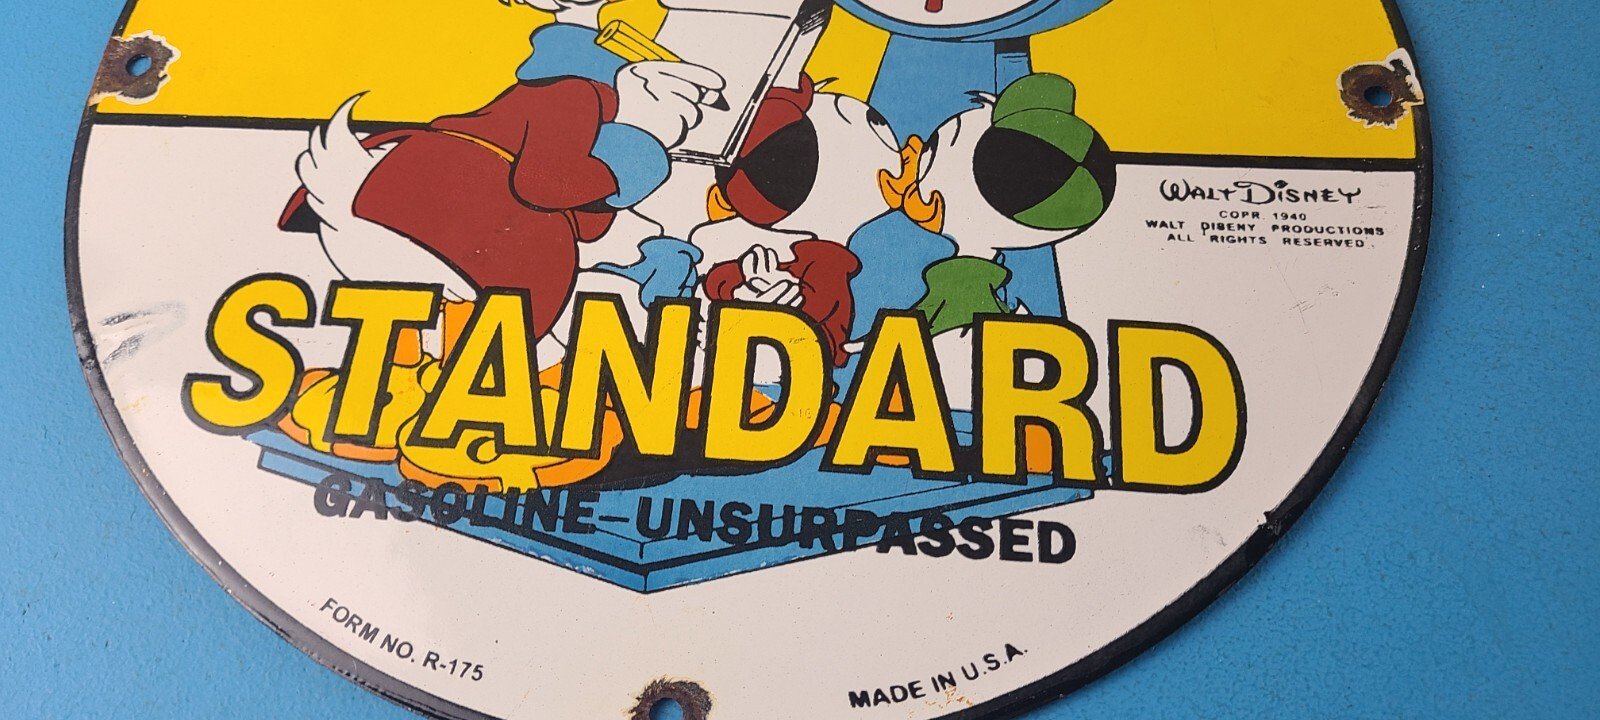 WALT DISNEY
COPR. 1940
WALT DISENY PRODUCTIONS
ALL RIGHTS RESERVED
STANDARD
GASOLINE-UNSURPASSED
FORM NO. R-175
MADE IN U.S.A.